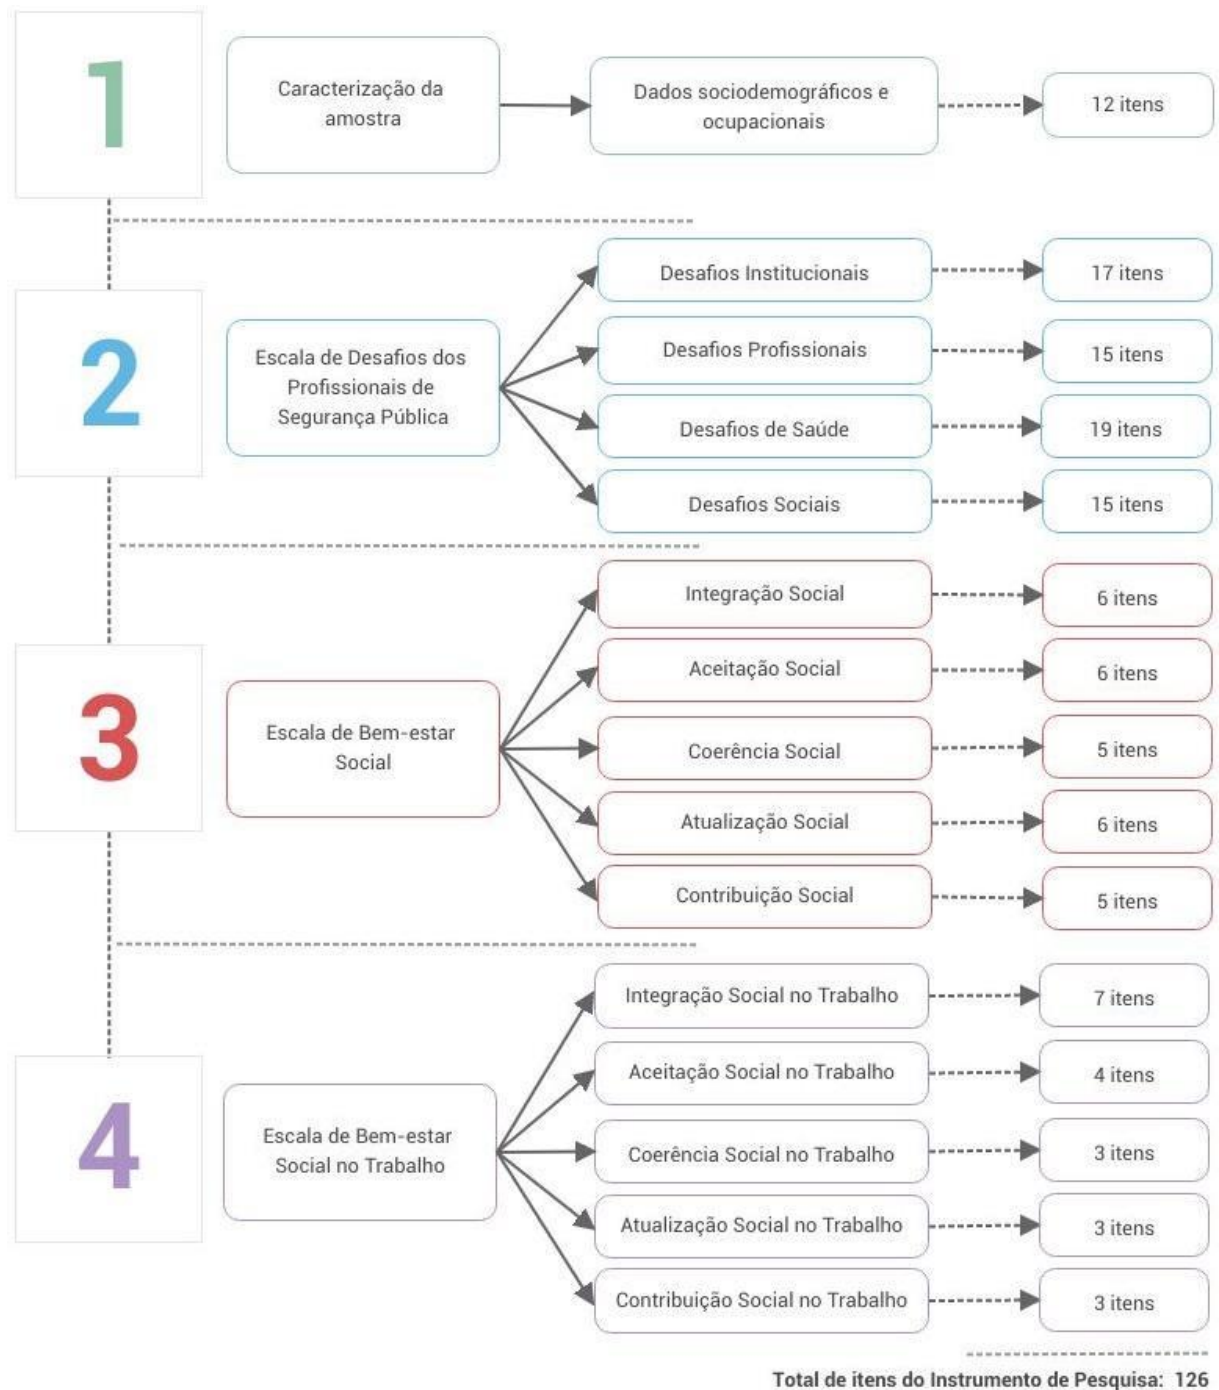 1
Caracterização da
amostra
Dados sociodemográficos e
ocupacionais
12 itens
2
Escala de Desafios dos
Profissionais de
Segurança Pública
Desafios Institucionais
17 itens
Desafios Profissionais
15 itens
Desafios de Saúde
19 itens
Desafios Sociais
15 itens
3
Escala de Bem-estar
Social
Integração Social
6 itens
Aceitação Social
6 itens
Coerência Social
5 itens
Atualização Social
6 itens
Contribuição Social
5 itens
4
Escala de Bem-estar
Social no Trabalho
Integração Social no Trabalho
7 itens
Aceitação Social no Trabalho
4 itens
Coerência Social no Trabalho
3 itens
Atualização Social no Trabalho
3 itens
Contribuição Social no Trabalho
3 itens
Total de itens do Instrumento de Pesquisa: 126